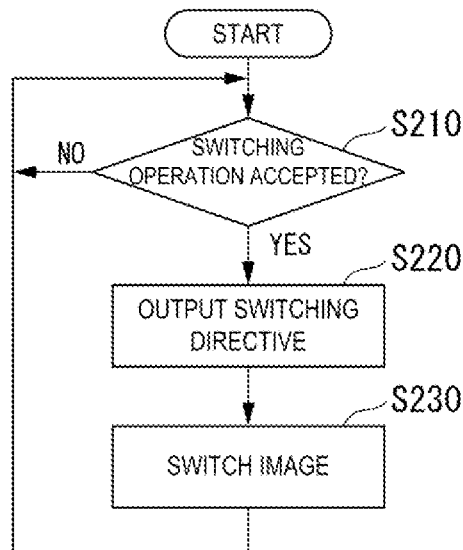 START
S210
SWITCHING
OPERATION ACCEPTED?
NO
YES
S220
OUTPUT SWITCHING
DIRECTIVE
S230
SWITCH IMAGE